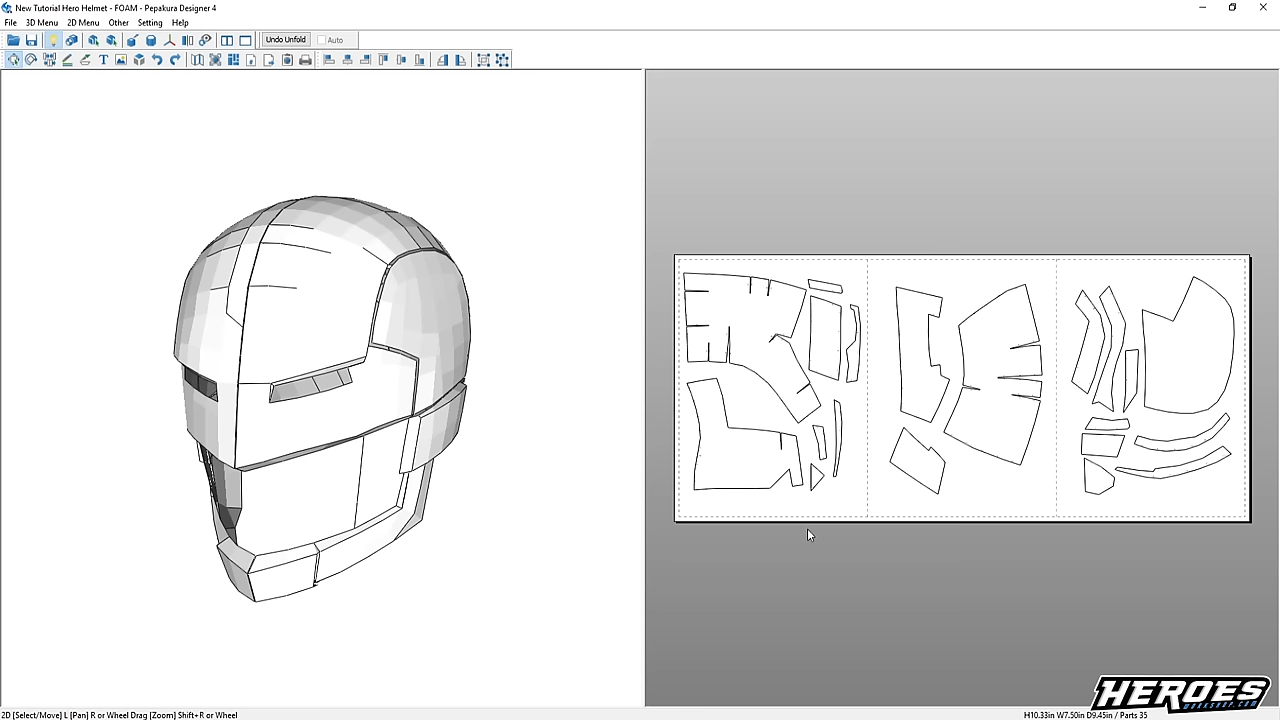 New Tutorial Hero Helmet - FOAM - Pepakura Designer 4
File 3D Menu 2D Menu Other Setting Help
Undo Unfold Auto
2D [Select/Move] L [Pan] R or Wheel Drag [Zoom] Shift+R or Wheel
H10.33in W7.50in D9.45in / Parts 35
HEROES
WORKSHOP.COM